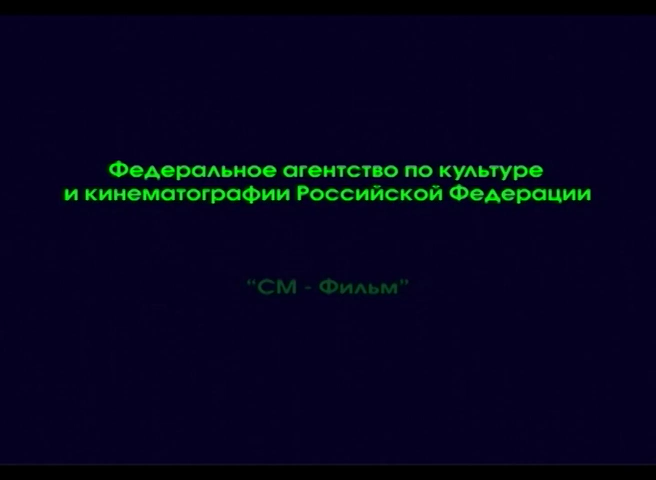 Федеральное агентство по культуре
и кинематографии Российской Федерации
"СМ - Фильм"